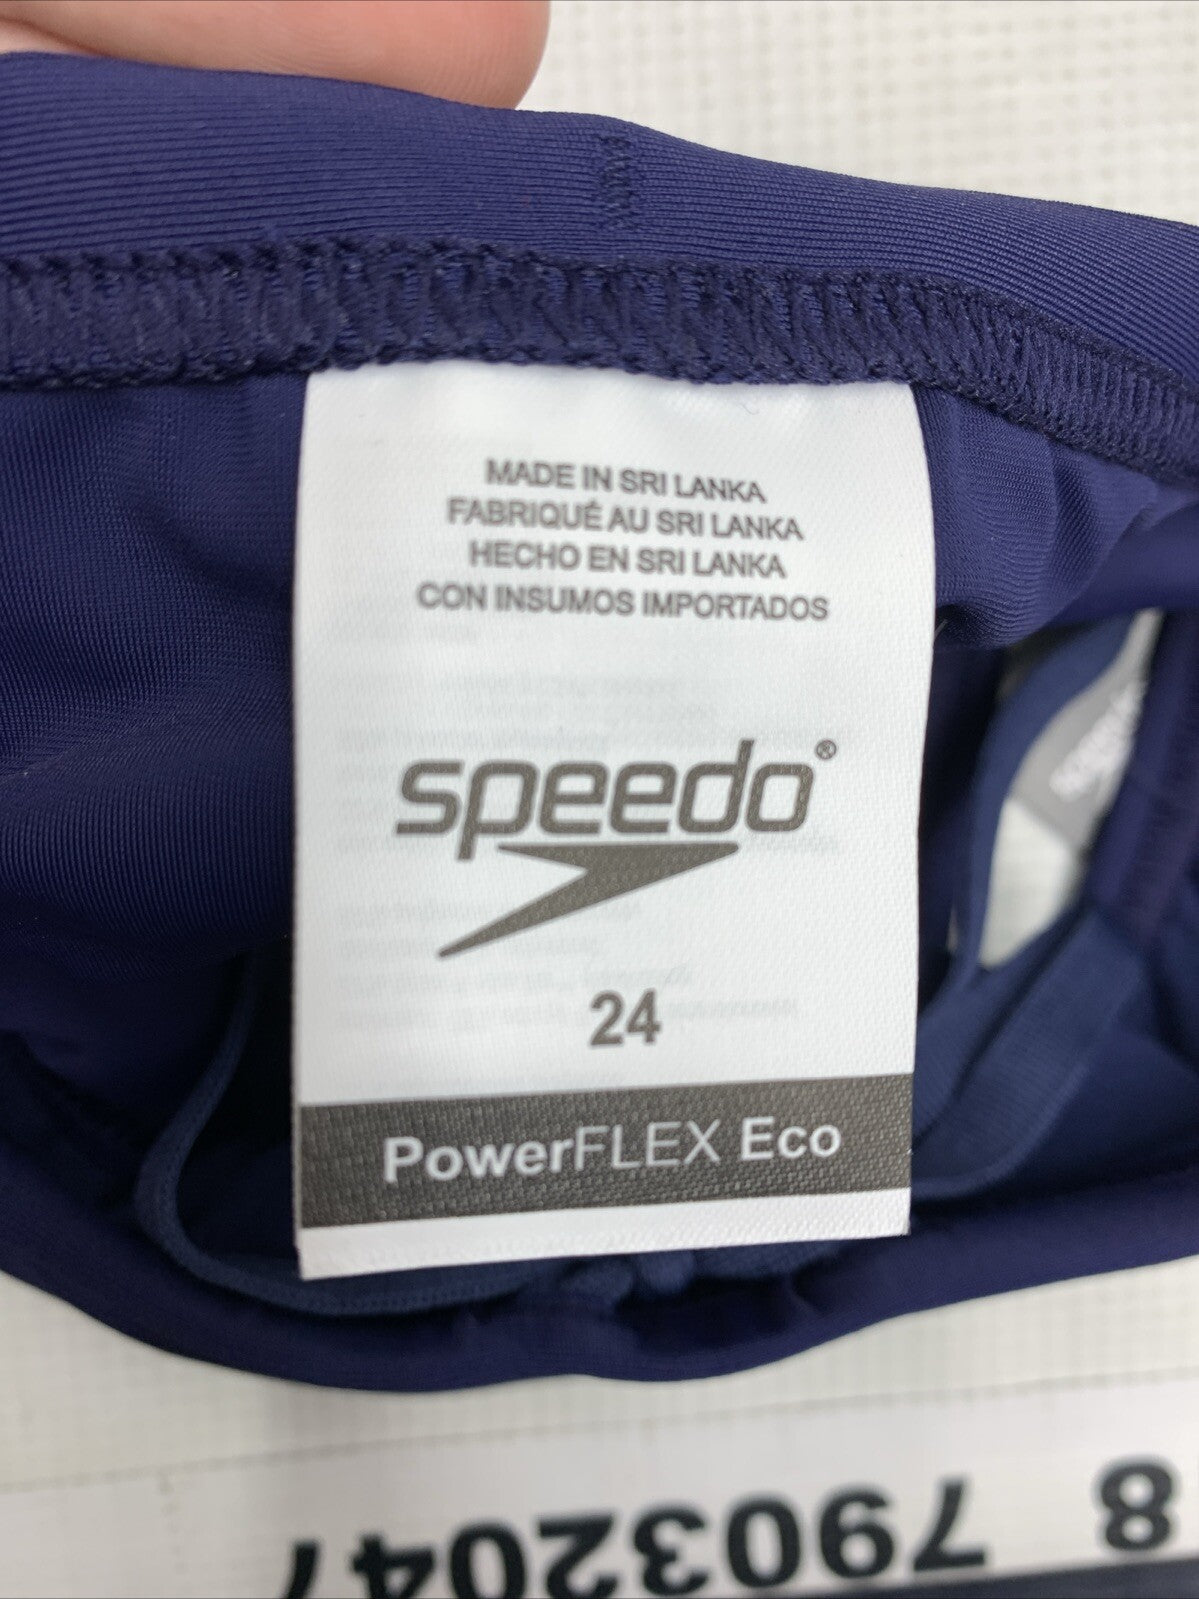 MADE IN SRI LANKA
FABRIQUÉ AU SRI LANKA
HECHO EN SRI LANKA
CON INSUMOS IMPORTADOS
speedo®
24
PowerFLEX Eco
speedo
8 7903204